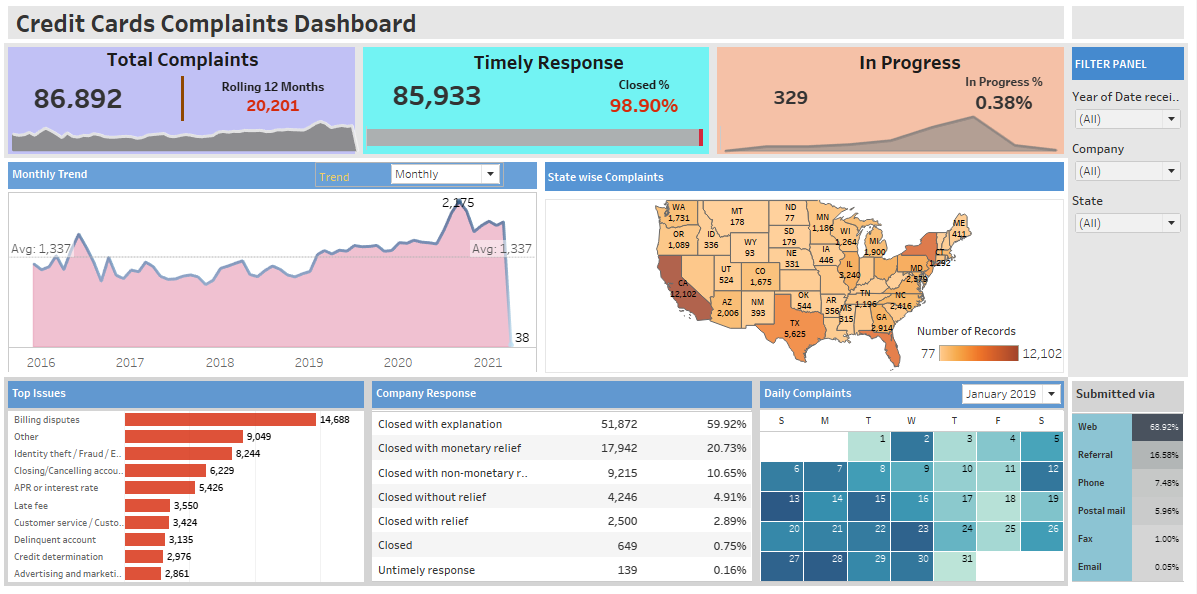 Credit Cards Complaints Dashboard
Total Complaints
86,892
Rolling 12 Months
20,201
Timely Response
85,933
Closed %
98.90%
In Progress
329
In Progress %
0.38%
FILTER PANEL
Year of Date recei..
(All)
Company
(All)
State
(All)
Monthly Trend
Trend
Monthly
2,175
Avg: 1,337
Avg: 1,337
38
2016 2017 2018 2019 2020 2021
State wise Complaints
WA
1,731
OR
1,089
ID
336
MT
178
ND
77
SD
179
WY
93
NE
331
MN
1,186
WI
1,264
MI
1,900
ME
411
CT
1,292
IA
446
IL
3,240
MD
2,579
UT
524
CO
1,675
CA
12,102
AZ
2,006
NM
393
OK
544
AR
356
MS
315
TN
1,196
NC
2,416
GA
2,914
TX
5,625
Number of Records
77 12,102
Top Issues
Billing disputes 14,688
Other 9,049
Identity theft / Fraud / E.. 8,244
Closing/Cancelling accou.. 6,229
APR or interest rate 5,426
Late fee 3,550
Customer service / Custo.. 3,424
Delinquent account 3,135
Credit determination 2,976
Advertising and marketi.. 2,861
Company Response
Closed with explanation 51,872 59.92%
Closed with monetary relief 17,942 20.73%
Closed with non-monetary r.. 9,215 10.65%
Closed without relief 4,246 4.91%
Closed with relief 2,500 2.89%
Closed 649 0.75%
Untimely response 139 0.16%
Daily Complaints
January 2019
S M T W T F S
1 2 3 4 5
6 7 8 9 10 11 12
13 14 15 16 17 18 19
20 21 22 23 24 25 26
27 28 29 30 31
Submitted via
Web 68.92%
Referral 16.58%
Phone 7.48%
Postal mail 5.96%
Fax 1.00%
Email 0.05%